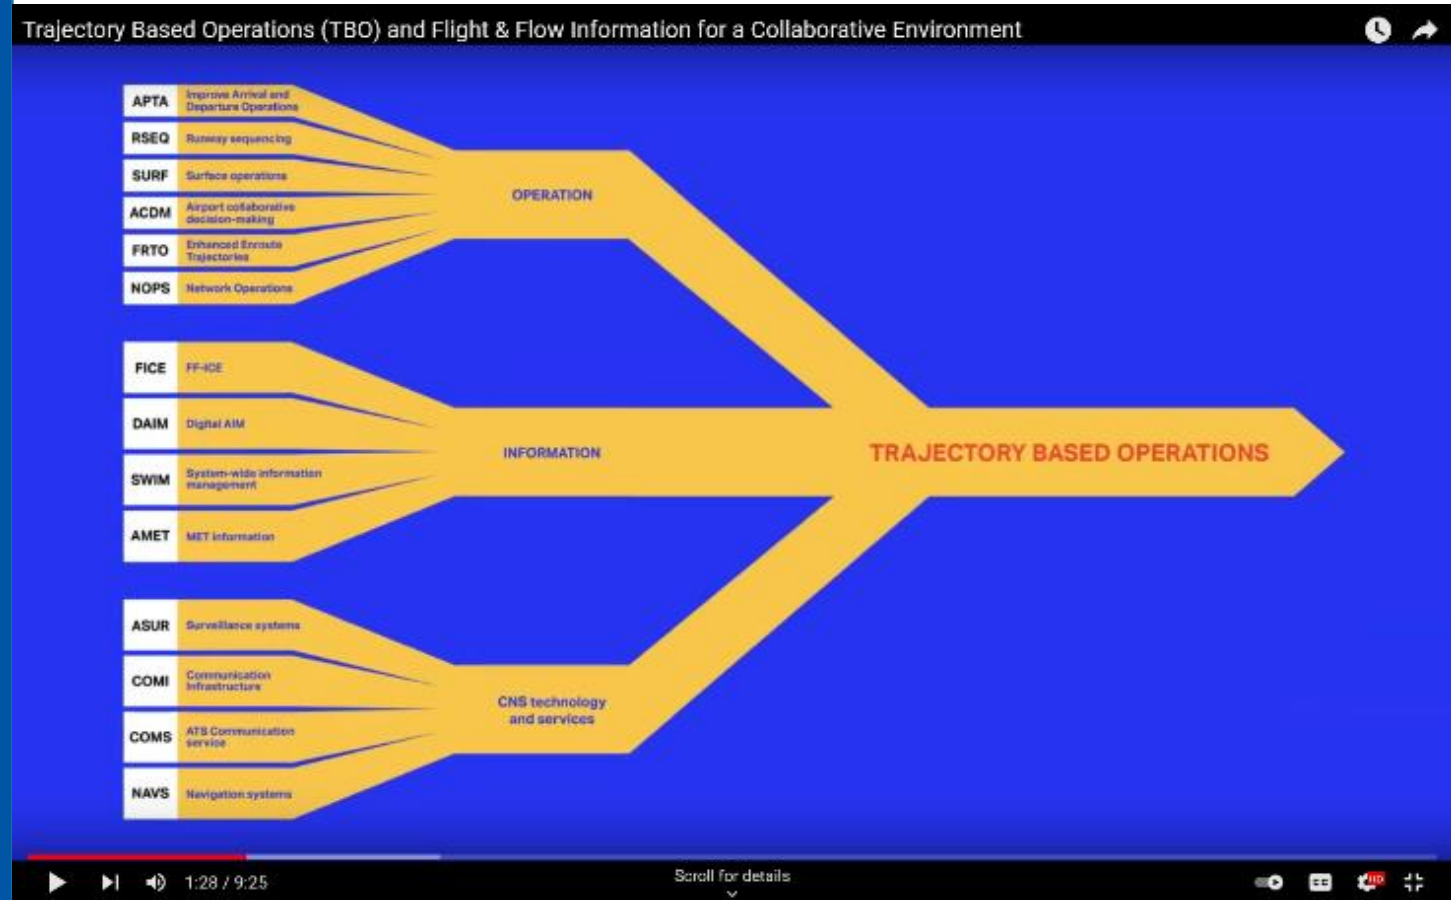 Trajectory Based Operations (TBO) and Flight & Flow Information for a Collaborative Environment
APTA
Improve Arrival and
Departure Operations
RSEQ
Runway sequencing
SURF
Surface operations
ACDM
Airport collaborative
decision-making
FRTO
Enhanced Enroute
Trajectories
NOPS
Network Operations
OPERATION
FICE
FF-ICE
DAIM
Digital AIM
SWIM
System-wide information
management
AMET
MET information
INFORMATION
TRAJECTORY BASED OPERATIONS
ASUR
Surveillance systems
COMI
Communication
Infrastructure
COMS
ATS Communication
service
NAVS
Navigation systems
CNS technology
and services
1:28 / 9:25
Scroll for details
CC
HD